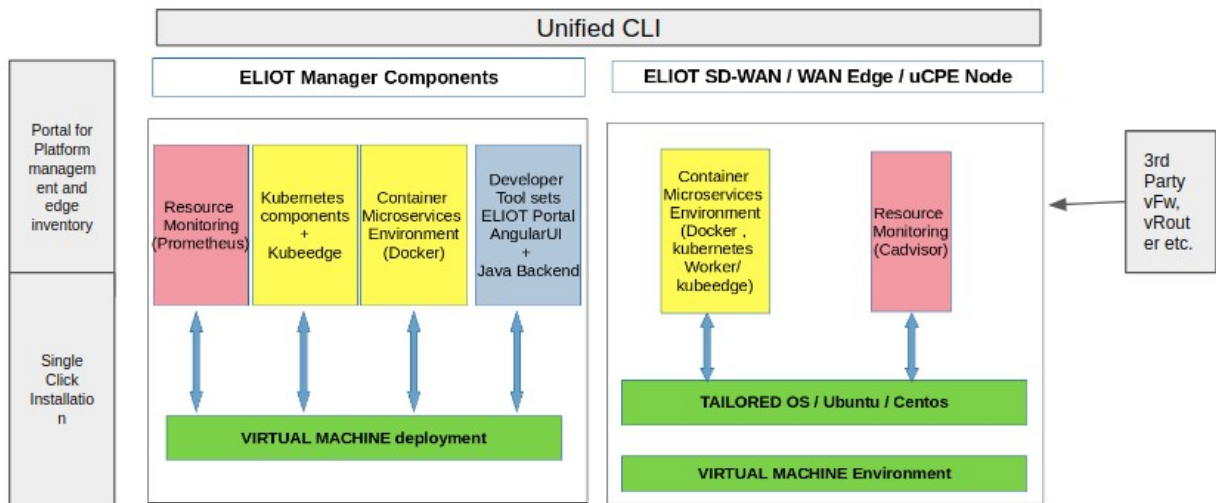 Unified CLI
ELIOT Manager Components
ELIOT SD-WAN / WAN Edge / uCPE Node
Portal for
Platform
managem
ent and
edge
inventory
Single
Click
Installatio
n
Resource
Monitoring
(Prometheus)
Kubernetes
components
+
Kubeedge
Container
Microservices
Environment
(Docker)
Developer
Tool sets
ELIOT Portal
AngularUI
+
Java Backend
VIRTUAL MACHINE deployment
Container
Microservices
Environment
(Docker ,
kubernetes
Worker/
kubeedge)
Resource
Monitoring
(Cadvisor)
TAILORED OS / Ubuntu / Centos
VIRTUAL MACHINE Environment
3rd
Party
vFw,
vRout
er etc.